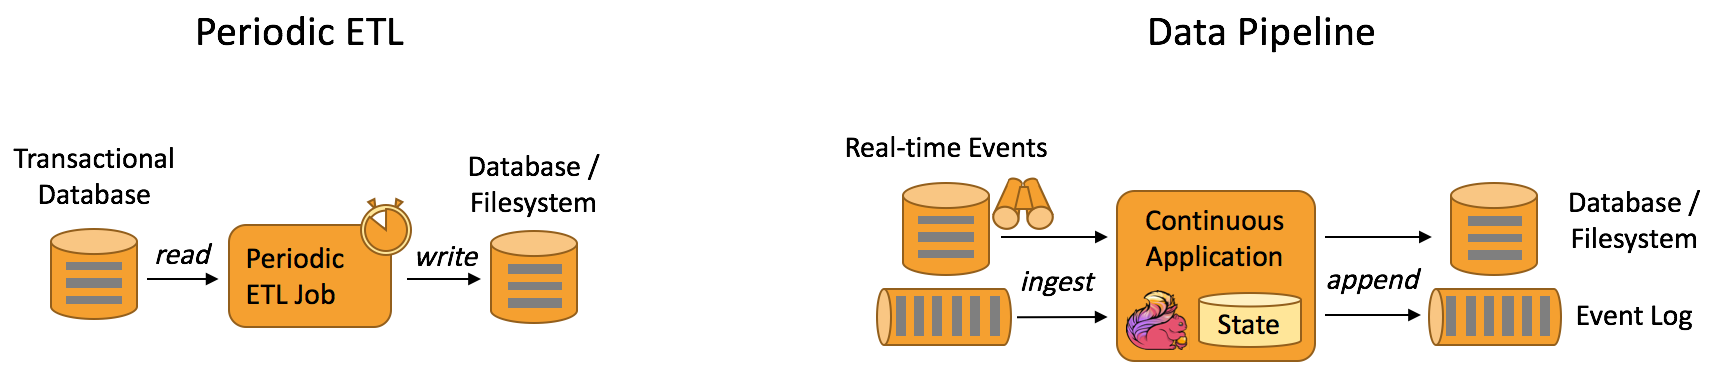 Periodic ETL
Transactional
Database
read
Periodic
ETL Job
write
Database /
Filesystem
Data Pipeline
Real-time Events
ingest
Continuous
Application
State
append
Database /
Filesystem
Event Log